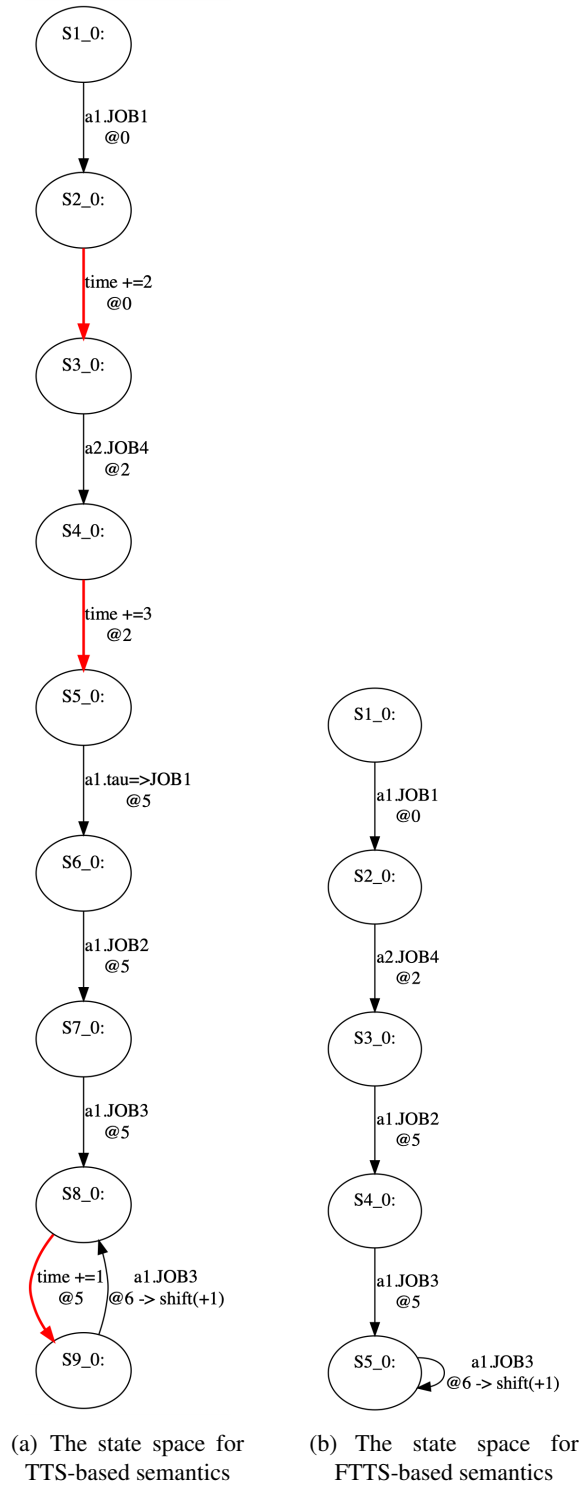 S1_0:
a1.JOB1
@0
S2_0:
time +=2
@0
S3_0:
a2.JOB4
@2
S4_0:
time +=3
@2
S5_0:
a1.tau=>JOB1
@5
S6_0:
a1.JOB2
@5
S7_0:
a1.JOB3
@5
S8_0:
time +=1
@5
a1.JOB3
@6 -> shift(+1)
S9_0:
(a) The state space for
TTS-based semantics
S1_0:
a1.JOB1
@0
S2_0:
a2.JOB4
@2
S3_0:
a1.JOB2
@5
S4_0:
a1.JOB3
@5
S5_0:
a1.JOB3
@6 -> shift(+1)
(b) The state space for
FTTS-based semantics